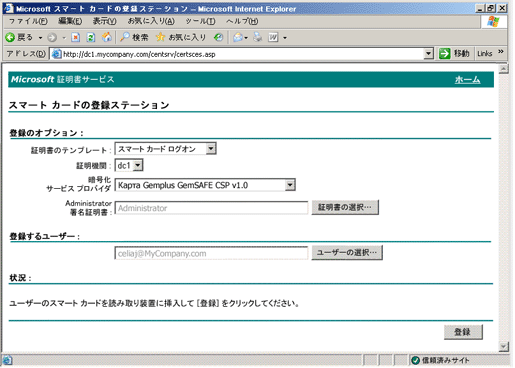 Microsoft スマート カードの登録ステーション - Microsoft Internet Explorer
ファイル(F) 編集(E) 表示(V) お気に入り(A) ツール(T) ヘルプ(H)
戻る 検索 お気に入り
アドレス(D) http://dc1.mycompany.com/centsrv/certsces.asp 移動 Links »
Microsoft 証明書サービス ホーム
スマート カードの登録ステーション
登録のオプション :
証明書のテンプレート : スマート カード ログオン
証明機関 : dc1
暗号化
サービス プロバイダ Kapra Gemplus GemSAFE CSP v1.0
Administrator
署名証明書 : Administrator 証明書の選択…
登録するユーザー :
celiaj@MyCompany.com ユーザーの選択…
状況 :
ユーザーのスマート カードを読み取り装置に挿入して [登録] をクリックしてください。
登録
信頼済みサイト